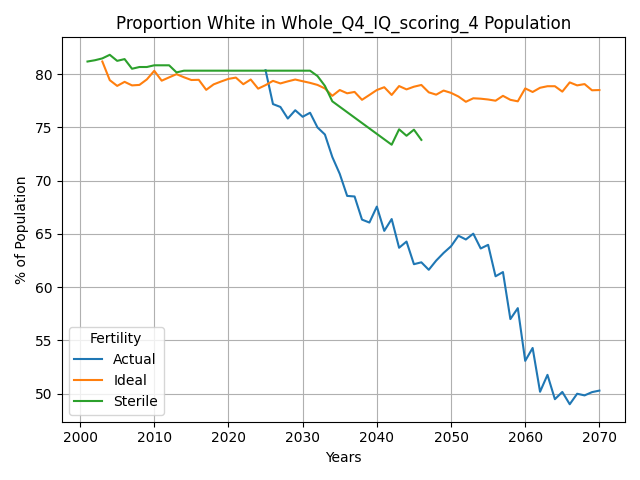 Proportion White in Whole_Q4_IQ_scoring_4 Population
% of Population
80
75
70
65
60
55
50
Fertility
Actual
Ideal
Sterile
2000 2010 2020 2030 2040 2050 2060 2070
Years